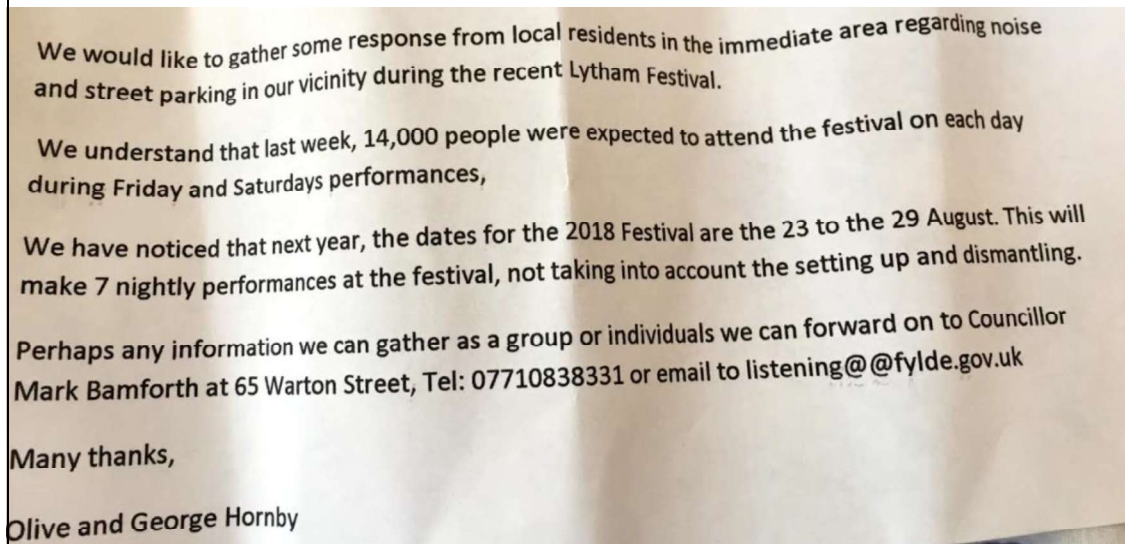 We would like to gather some response from local residents in the immediate area regarding noise
and street parking in our vicinity during the recent Lytham Festival.
We understand that last week, 14,000 people were expected to attend the festival on each day
during Friday and Saturdays performances,
We have noticed that next year, the dates for the 2018 Festival are the 23 to the 29 August. This will
make 7 nightly performances at the festival, not taking into account the setting up and dismantling.
Perhaps any information we can gather as a group or individuals we can forward on to Councillor
Mark Bamforth at 65 Warton Street, Tel: 07710838331 or email to listening@@fylde.gov.uk
Many thanks,
Olive and George Hornby